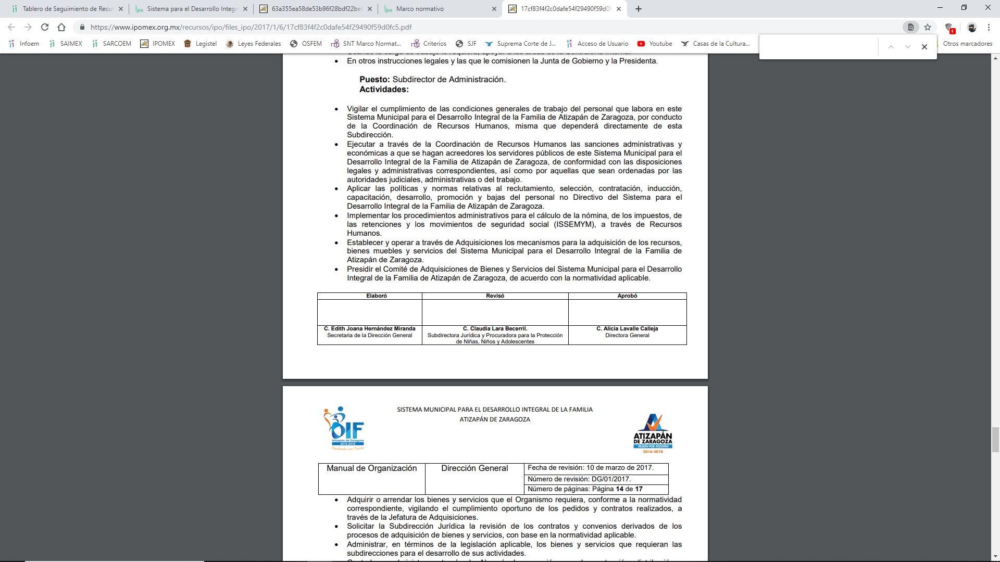 Tablero de Seguimiento de Recur
Sistema para el Desarrollo Integra
63a355ea58de53b96f28bdf22be
Marco normativo
17cf83f4f2c0dafe54f29490f59d0f
https://www.ipomex.org.mx/recursos/ipo/files_ipo/2017/1/6/17cf83f4f2c0dafe54f29490f59d0fc5.pdf
Infoem SAIMEX SARCOEM IPOMEX Legistel Leyes Federales OSFEM SNT Marco Normat... Criterios SJF Suprema Corte de J... Acceso de Usuario Youtube Casas de la Cultura... Otros marcadores
• En otros instrucciones legales y las que le comisionen la Junta de Gobierno y la Presidenta.
Puesto: Subdirector de Administración.
Actividades:
• Vigilar el cumplimiento de las condiciones generales de trabajo del personal que labora en este
Sistema Municipal para el Desarrollo Integral de la Familia de Atizapán de Zaragoza, por conducto
de la Coordinación de Recursos Humanos, misma que dependerá directamente de esta
Subdirección.
• Ejecutar a través de la Coordinación de Recursos Humanos las sanciones administrativas y
económicas a que se hagan acreedores los servidores públicos de este Sistema Municipal para el
Desarrollo Integral de la Familia de Atizapán de Zaragoza, de conformidad con las disposiciones
legales y administrativas correspondientes, así como por aquellas que sean ordenadas por las
autoridades judiciales, administrativas o del trabajo.
• Aplicar las políticas y normas relativas al reclutamiento, selección, contratación, inducción,
capacitación, desarrollo, promoción y bajas del personal no Directivo del Sistema para el
Desarrollo Integral de la Familia de Atizapán de Zaragoza.
• Implementar los procedimientos administrativos para el cálculo de la nómina, de los impuestos, de
las retenciones y los movimientos de seguridad social (ISSEMYM), a través de Recursos
Humanos.
• Establecer y operar a través de Adquisiciones los mecanismos para la adquisición de los recursos,
bienes muebles y servicios del Sistema Municipal para el Desarrollo Integral de la Familia de
Atizapán de Zaragoza.
• Presidir el Comité de Adquisiciones de Bienes y Servicios del Sistema Municipal para el Desarrollo
Integral de la Familia de Atizapán de Zaragoza, de acuerdo con la normatividad aplicable.
Elaboró Revisó Aprobó
C. Edith Joana Hernández Miranda
Secretaria de la Dirección General
C. Claudia Lara Becerril.
Subdirectora Jurídica y Procuradora para la Protección
de Niñas, Niños y Adolescentes
C. Alicia Lavalle Calleja
Directora General
SISTEMA MUNICIPAL PARA EL DESARROLLO INTEGRAL DE LA FAMILIA
ATIZAPÁN DE ZARAGOZA
DIF
Atizapán de Zaragoza
2016-2018
Ayudando con Pasión
ATIZAPÁN
DE ZARAGOZA
PASIÓN POR ATIZAPÁN
2016-2018
Manual de Organización
Dirección General
Fecha de revisión: 10 de marzo de 2017.
Número de revisión: DG/01/2017.
Número de páginas: Página 14 de 17
• Adquirir o arrendar los bienes y servicios que el Organismo requiera, conforme a la normatividad
correspondiente, vigilando el cumplimiento oportuno de los pedidos y contratos realizados, a
través de la Jefatura de Adquisiciones.
• Solicitar la Subdirección Jurídica la revisión de los contratos y convenios derivados de los
procesos de adquisición de bienes y servicios, con base en la normatividad aplicable.
• Administrar, en términos de la legislación aplicable, los bienes y servicios que requieran las
subdirecciones para el desarrollo de sus actividades.